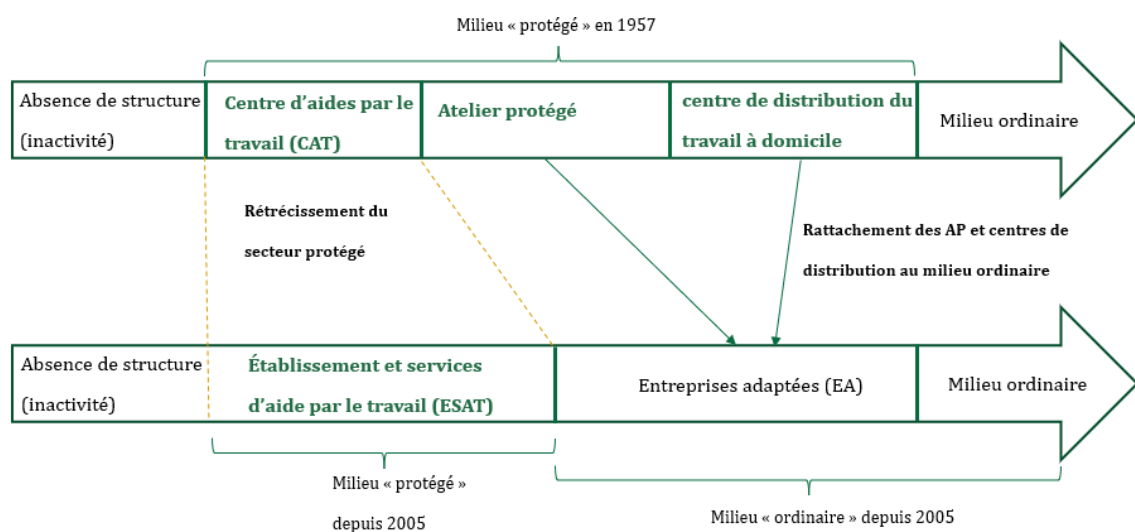 Milieu « protégé » en 1957
Absence de structure
(inactivité)
Centre d'aides par le
travail (CAT)
Atelier protégé
centre de distribution du
travail à domicile
Milieu ordinaire
Rétrécissement du
secteur protégé
Rattachement des AP et centres de
distribution au milieu ordinaire
Absence de structure
(inactivité)
Établissement et services
d'aide par le travail (ESAT)
Entreprises adaptées (EA)
Milieu ordinaire
Milieu « protégé »
depuis 2005
Milieu « ordinaire » depuis 2005